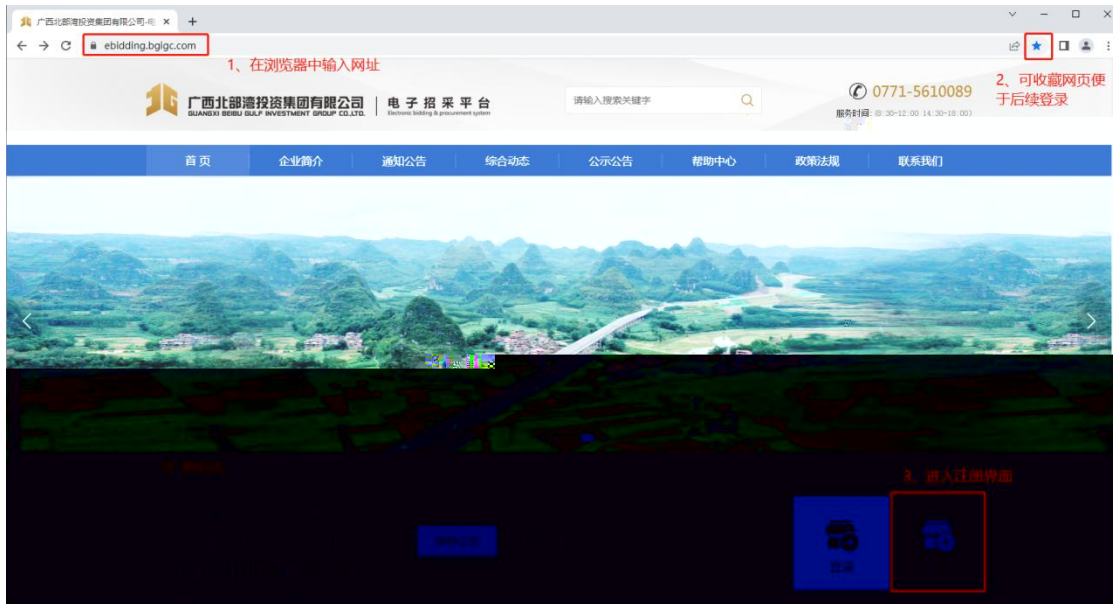 广西北部湾投资集团有限公司-电
ebidding.bgigc.com
1、在浏览器中输入网址
2、可收藏网页便
于后续登录
广西北部湾投资集团有限公司
GUANGXI BEIBU GULF INVESTMENT GROUP CO.,LTD.
电子招采平台
Electronic bidding & procurement system
请输入搜索关键字
0771-5610089
服务时间:(8:30-12:00 14:30-18:00)
首页 企业简介 通知公告 综合动态 公示公告 帮助中心 政策法规 联系我们
3、进入注册界面
登录